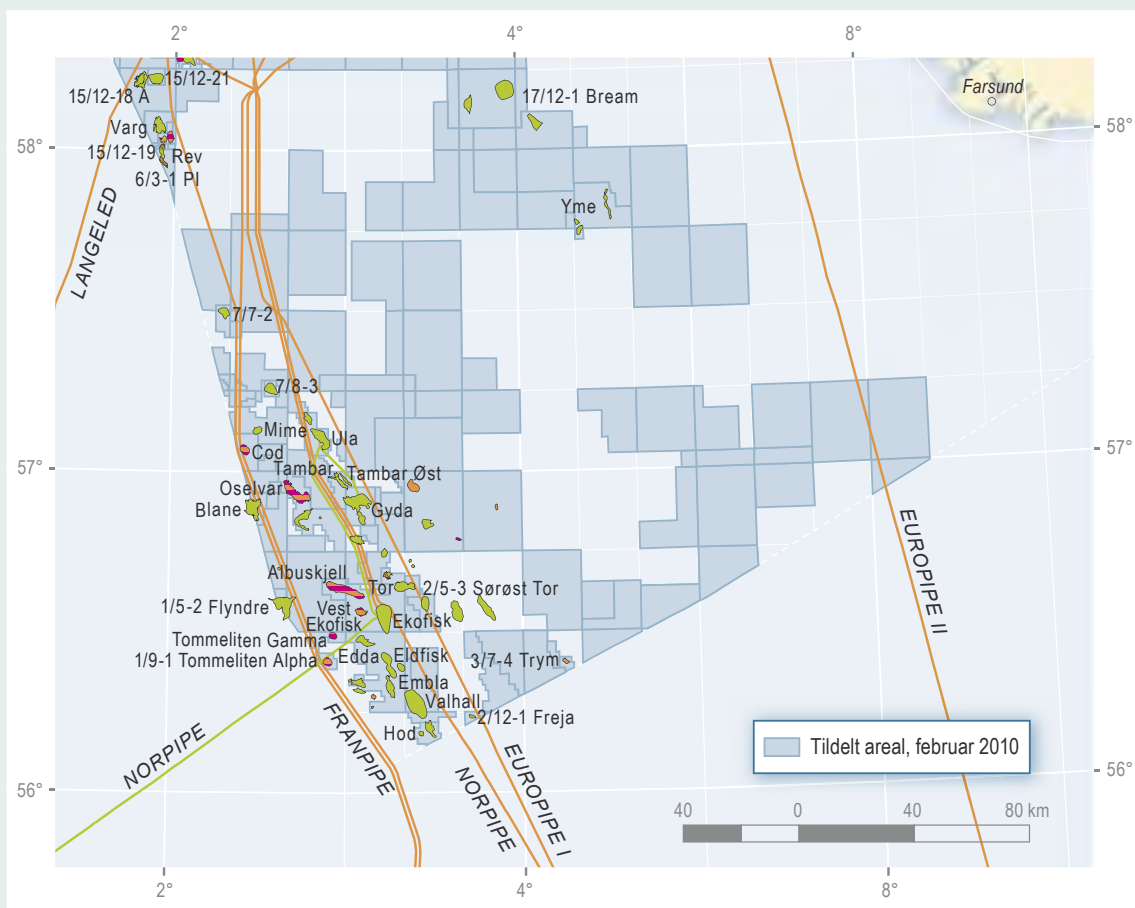 2°
4°
8°
15/12-21
15/12-18 A
17/12-1 Bream
Farsund
Varg
58°
58°
15/12-19
Rev
6/3-1 PI
LANGELED
Yme
7/7-2
7/8-3
Mime
Ula
Cod
57°
57°
Tambar
Tambar Øst
Oselvar
Blane
Gyda
EUROPIPE II
Albuskjell
Tor
2/5-3 Sørøst Tor
1/5-2 Flyndre
Vest
Ekofisk
Ekofisk
Tommeliten Gamma
1/9-1 Tommeliten Alpha
Edda
Eldfisk
3/7-4 Trym
Embla
Valhall
2/12-1 Freja
Hod
NORPIPE
FRANPIPE
NORPIPE
EUROPIPE I
Tildelt areal, februar 2010
56°
56°
40
0
40
80 km
2°
4°
8°